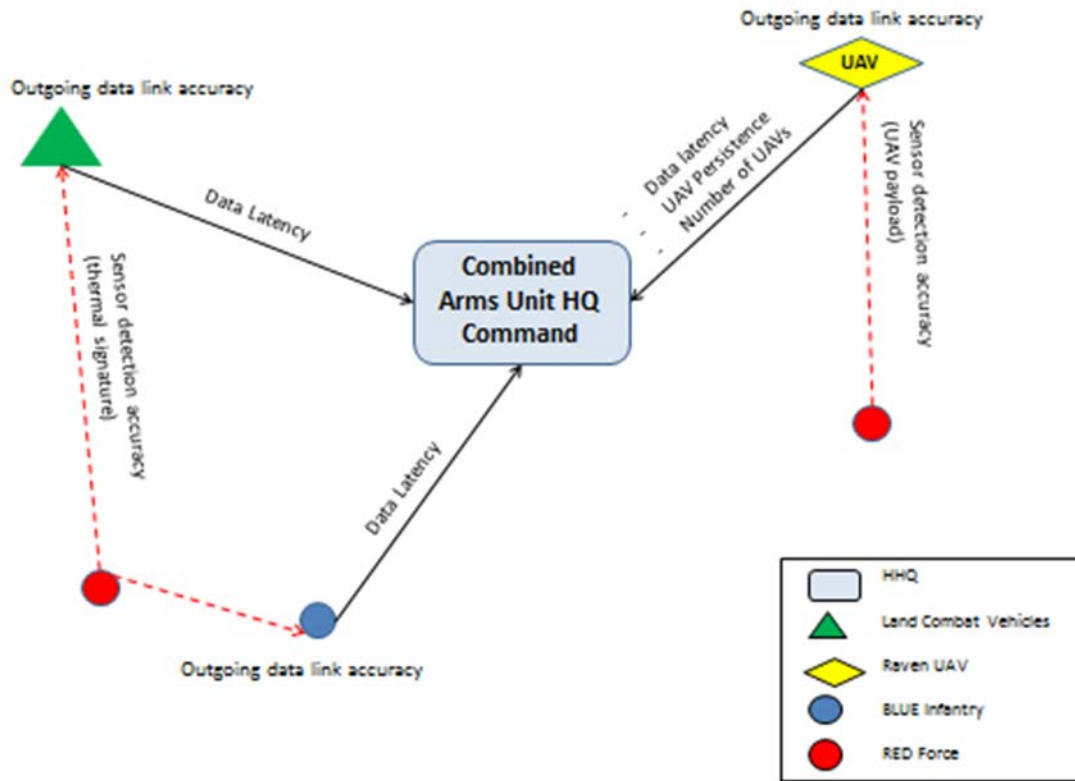 Outgoing data link accuracy
UAV
Outgoing data link accuracy
Data Latency
- Data latency
- UAV Persistence
- Number of UAVs
Sensor detection accuracy
(UAV payload)
Sensor detection accuracy
(thermal signature)
Combined
Arms Unit HQ
Command
Data Latency
Outgoing data link accuracy
HHQ
Land Combat Vehicles
Raven UAV
BLUE Infantry
RED Force